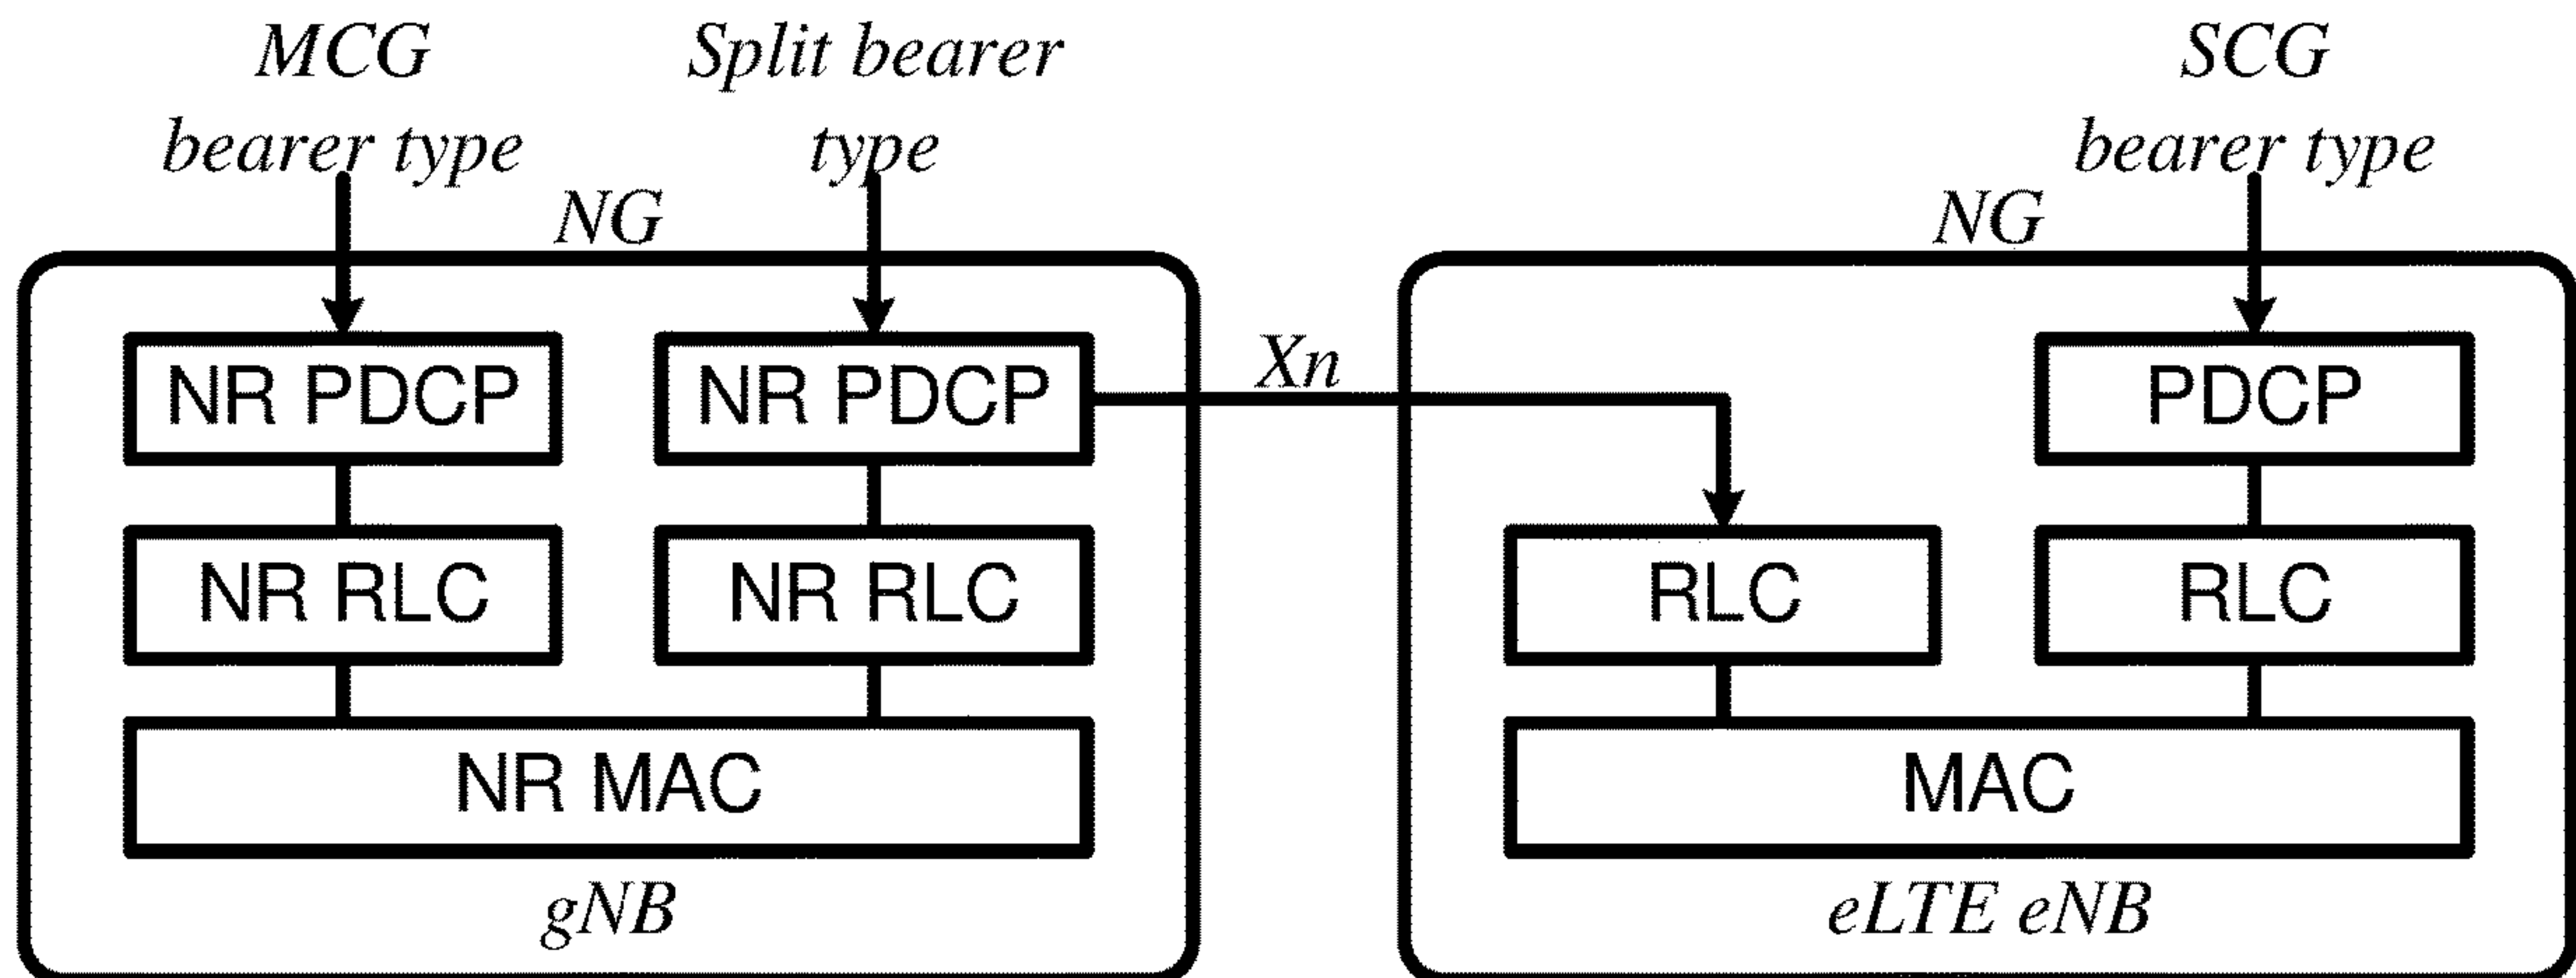 MCG
bearer type
Split bearer
type
SCG
bearer type
NG
NG
Xn
NR PDCP
NR PDCP
PDCP
NR RLC
NR RLC
RLC
RLC
NR MAC
MAC
gNB
eLTE eNB